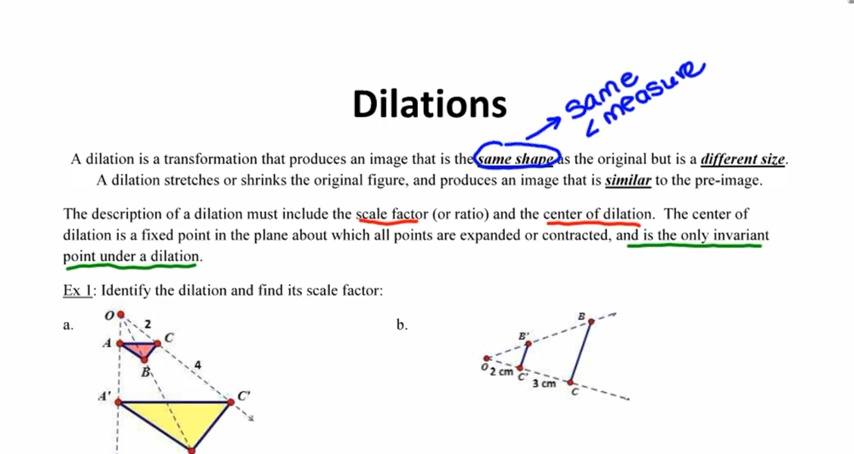 same
< measure
Dilations
A dilation is a transformation that produces an image that is the same shape as the original but is a different size.
A dilation stretches or shrinks the original figure, and produces an image that is similar to the pre-image.
The description of a dilation must include the scale factor (or ratio) and the center of dilation. The center of
dilation is a fixed point in the plane about which all points are expanded or contracted, and is the only invariant
point under a dilation.
Ex 1: Identify the dilation and find its scale factor:
a.
O
2
A
C
B
4
A'
C'
b.
B
B'
O
2 cm
C'
3 cm
C